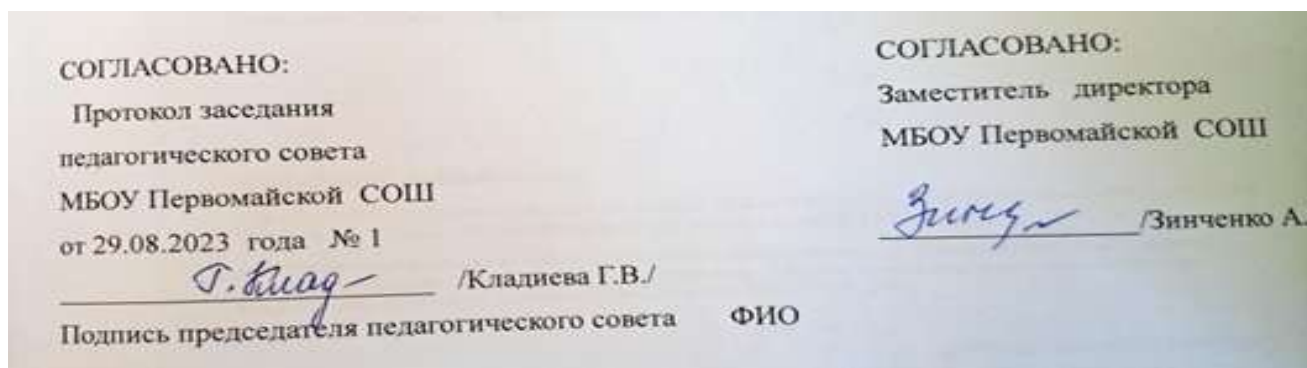 СОГЛАСОВАНО:
Протокол заседания
педагогического совета
МБОУ Первомайской СОШ
от 29.08.2023 года № 1
Г. Клад /Кладиева Г.В./
Подпись председателя педагогического совета ФИО
СОГЛАСОВАНО:
Заместитель директора
МБОУ Первомайской СОШ
/Зинченко А.